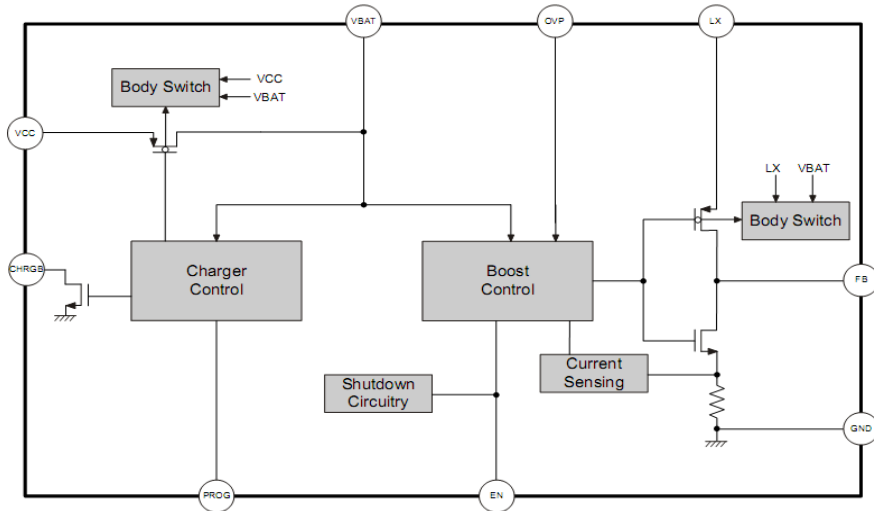 VBAT
OVP
LX
Body Switch
VCC
VBAT
VCC
LX
VBAT
Body Switch
CHRGB
Charger
Control
Boost
Control
FB
Shutdown
Circuitry
Current
Sensing
GND
PROG
EN